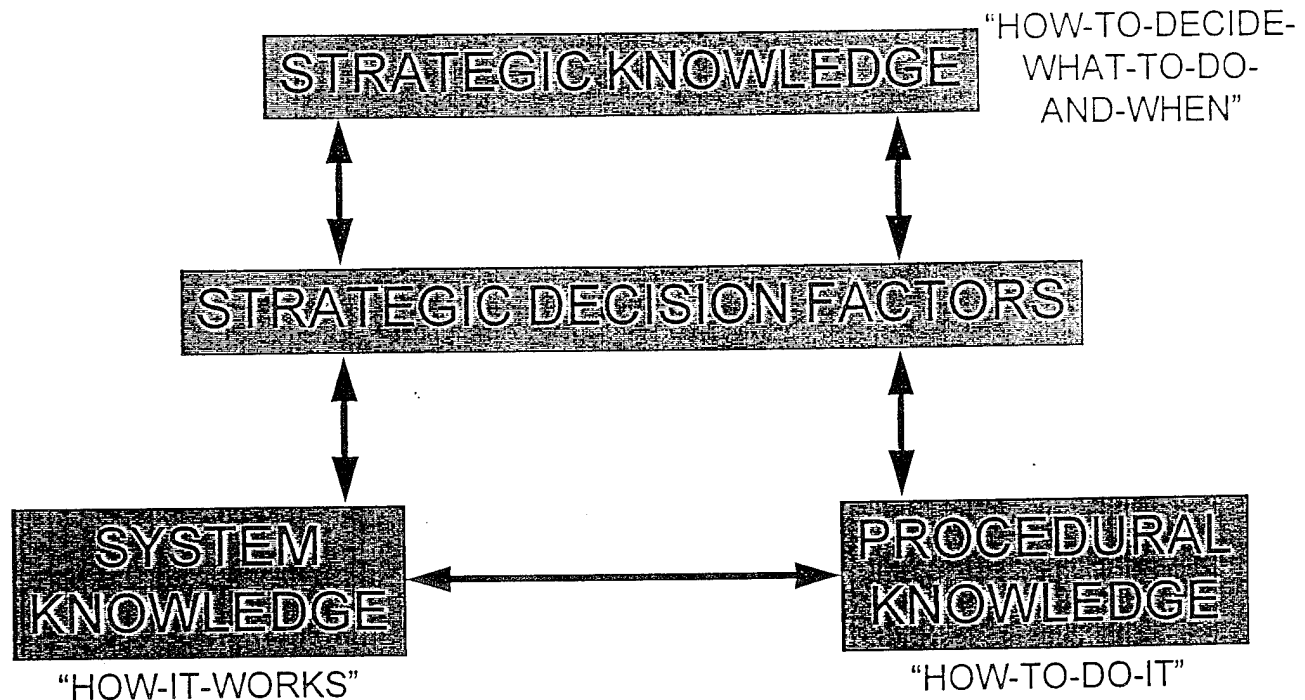 STRATEGIC KNOWLEDGE
“HOW-TO-DECIDE-
WHAT-TO-DO-
AND-WHEN”
STRATEGIC DECISION FACTORS
SYSTEM
KNOWLEDGE
“HOW-IT-WORKS”
PROCEDURAL
KNOWLEDGE
“HOW-TO-DO-IT”